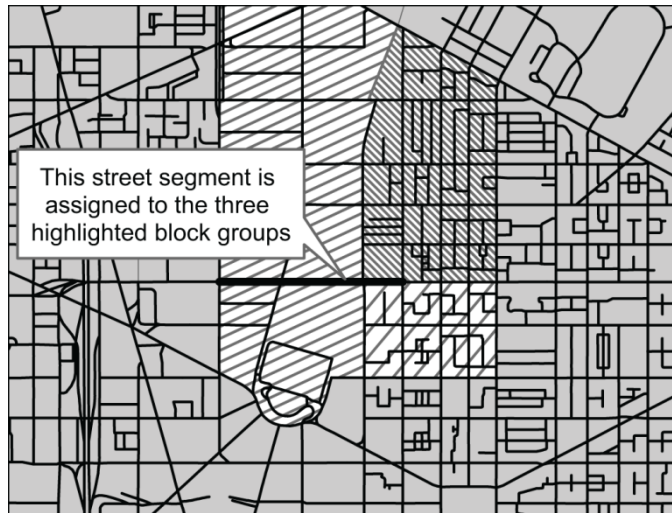 This street segment is
assigned to the three
highlighted block groups